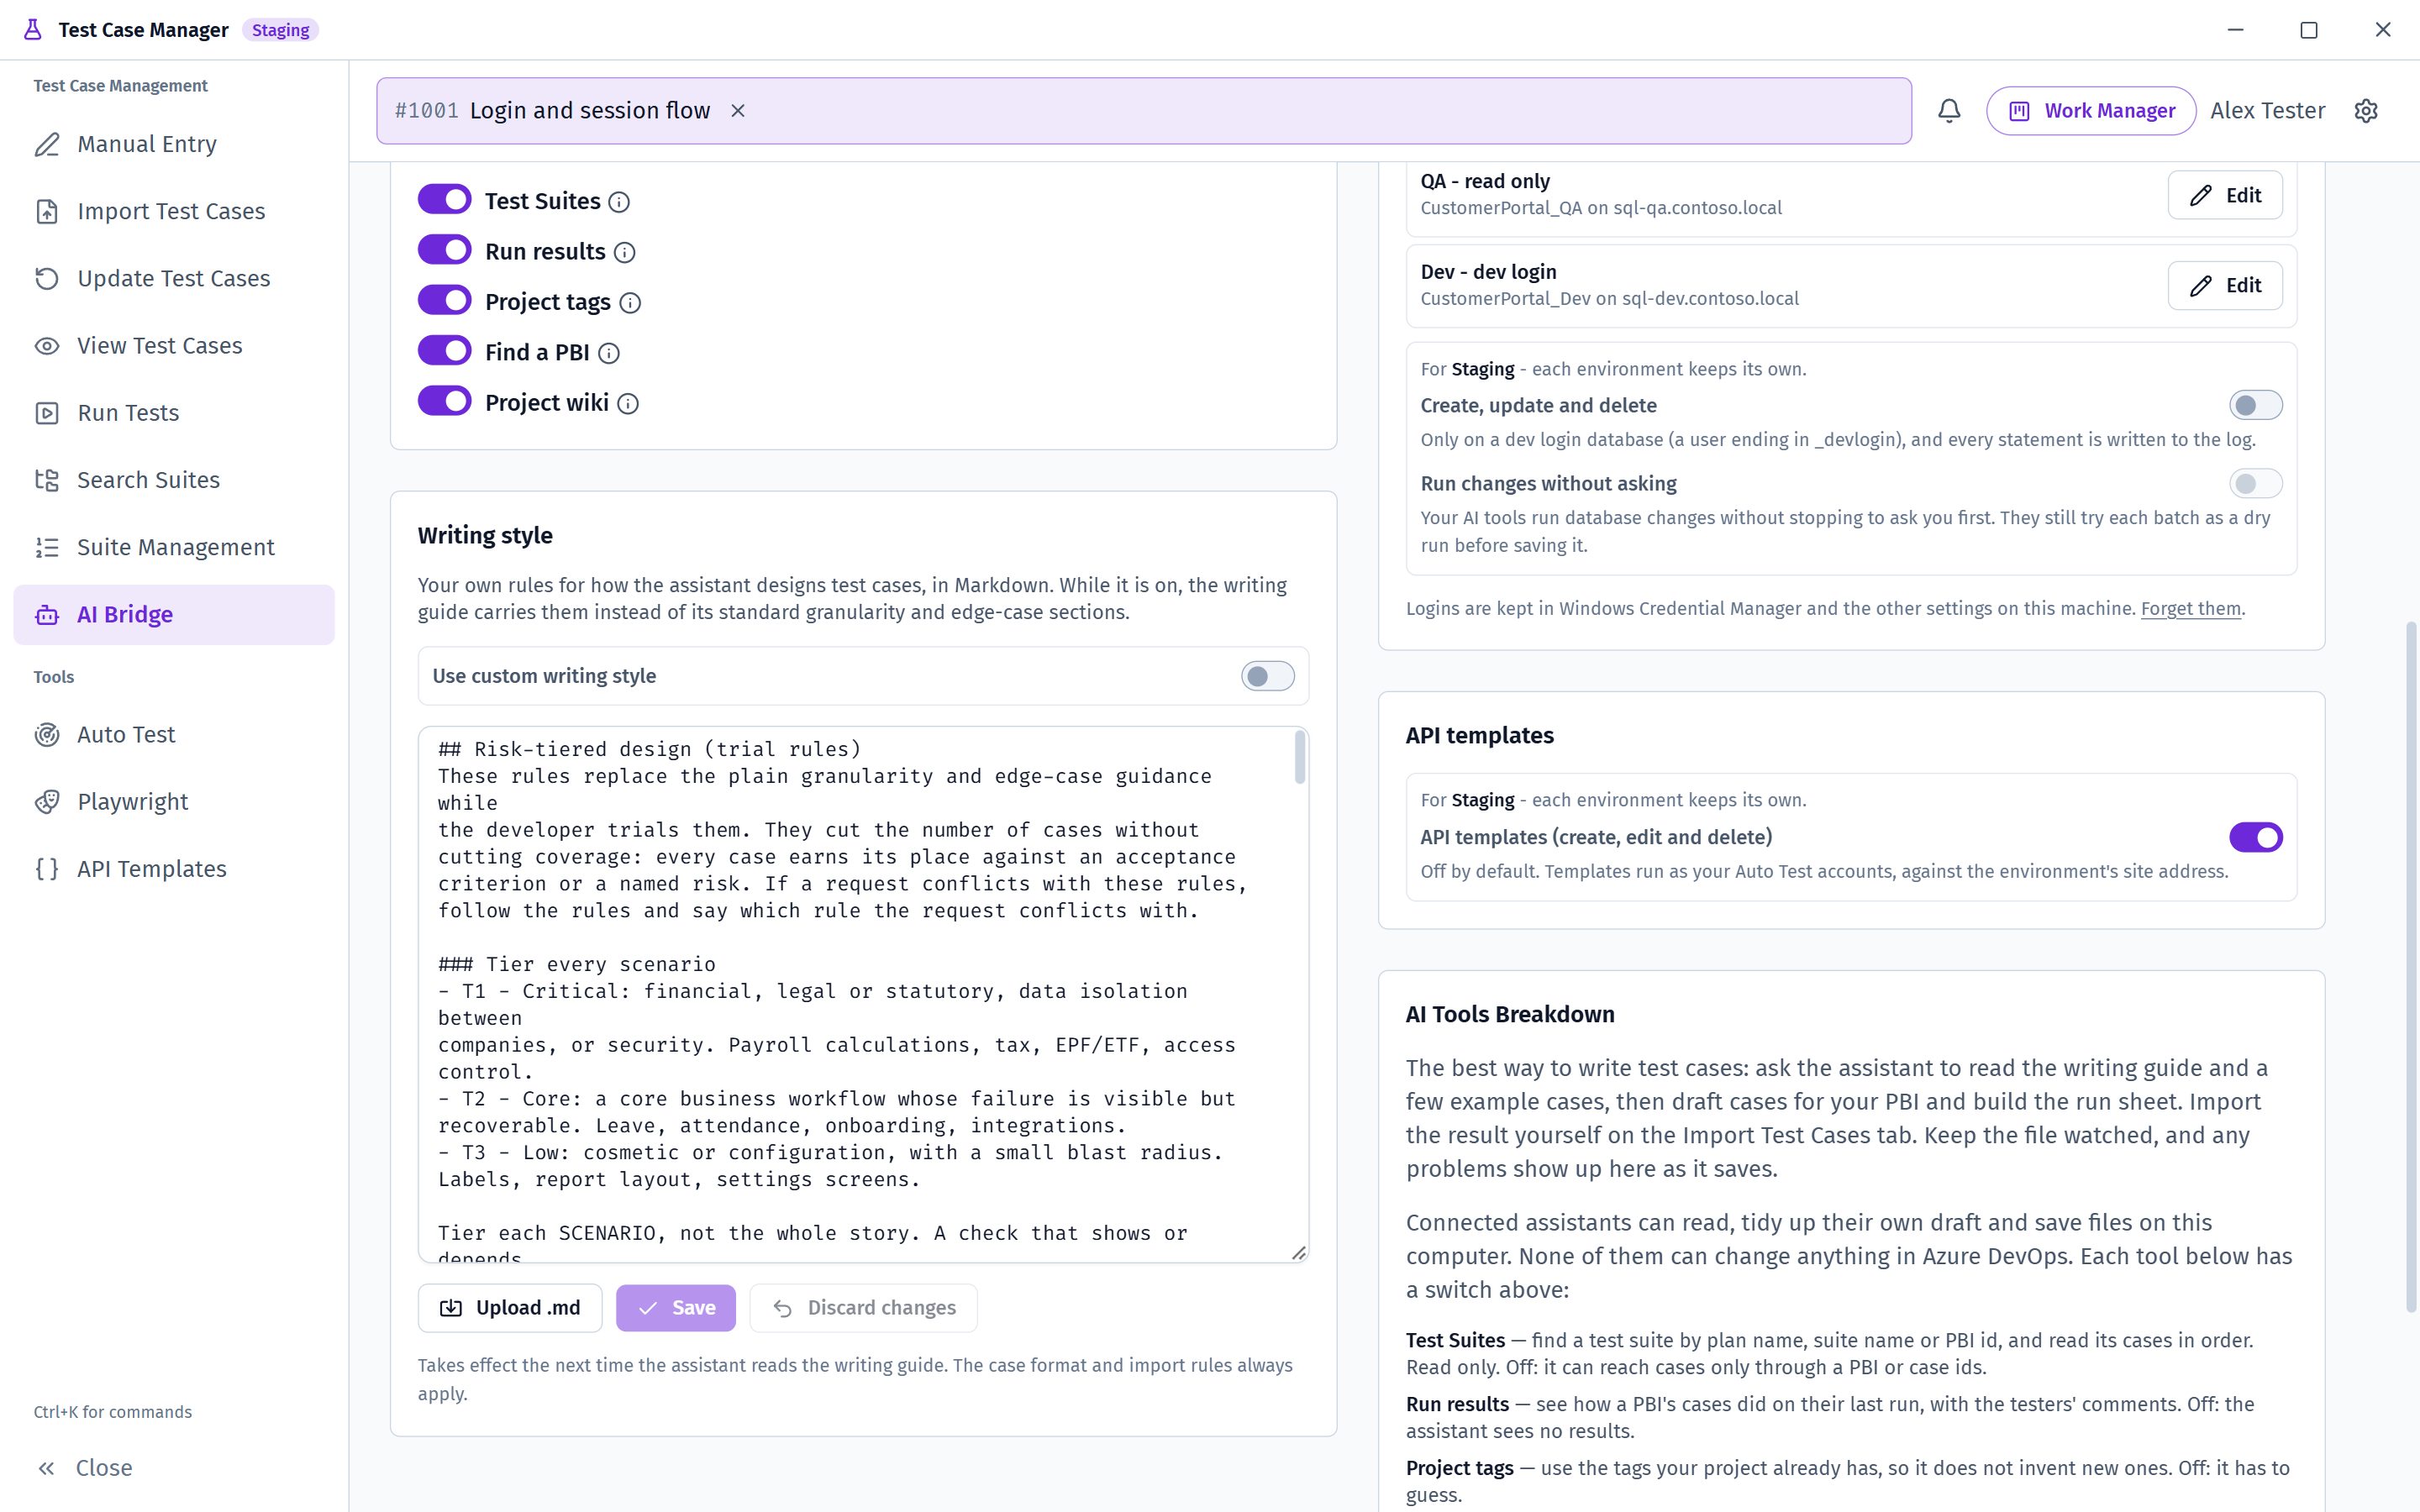 Test Case Manager Staging
Test Case Management
Manual Entry
Import Test Cases
Update Test Cases
View Test Cases
Run Tests
Search Suites
Suite Management
AI Bridge
Tools
Auto Test
Playwright
API Templates
Ctrl+K for commands
Close
#1001 Login and session flow
Work Manager
Alex Tester
Test Suites
Run results
Project tags
Find a PBI
Project wiki
Writing style
Your own rules for how the assistant designs test cases, in Markdown. While it is on, the writing
guide carries them instead of its standard granularity and edge-case sections.
Use custom writing style
## Risk-tiered design (trial rules)
These rules replace the plain granularity and edge-case guidance
while
the developer trials them. They cut the number of cases without
cutting coverage: every case earns its place against an acceptance
criterion or a named risk. If a request conflicts with these rules,
follow the rules and say which rule the request conflicts with.
### Tier every scenario
- T1 - Critical: financial, legal or statutory, data isolation
between
companies, or security. Payroll calculations, tax, EPF/ETF, access
control.
- T2 - Core: a core business workflow whose failure is visible but
recoverable. Leave, attendance, onboarding, integrations.
- T3 - Low: cosmetic or configuration, with a small blast radius.
Labels, report layout, settings screens.
Tier each SCENARIO, not the whole story. A check that shows or
depends
Upload .md
Save
Discard changes
Takes effect the next time the assistant reads the writing guide. The case format and import rules always
apply.
QA - read only
CustomerPortal_QA on sql-qa.contoso.local
Edit
Dev - dev login
CustomerPortal_Dev on sql-dev.contoso.local
Edit
For Staging - each environment keeps its own.
Create, update and delete
Only on a dev login database (a user ending in _devlogin), and every statement is written to the log.
Run changes without asking
Your AI tools run database changes without stopping to ask you first. They still try each batch as a dry
run before saving it.
Logins are kept in Windows Credential Manager and the other settings on this machine. Forget them.
API templates
For Staging - each environment keeps its own.
API templates (create, edit and delete)
Off by default. Templates run as your Auto Test accounts, against the environment's site address.
AI Tools Breakdown
The best way to write test cases: ask the assistant to read the writing guide and a
few example cases, then draft cases for your PBI and build the run sheet. Import
the result yourself on the Import Test Cases tab. Keep the file watched, and any
problems show up here as it saves.
Connected assistants can read, tidy up their own draft and save files on this
computer. None of them can change anything in Azure DevOps. Each tool below has
a switch above:
Test Suites — find a test suite by plan name, suite name or PBI id, and read its cases in order.
Read only. Off: it can reach cases only through a PBI or case ids.
Run results — see how a PBI's cases did on their last run, with the testers' comments. Off: the
assistant sees no results.
Project tags — use the tags your project already has, so it does not invent new ones. Off: it has to
guess.